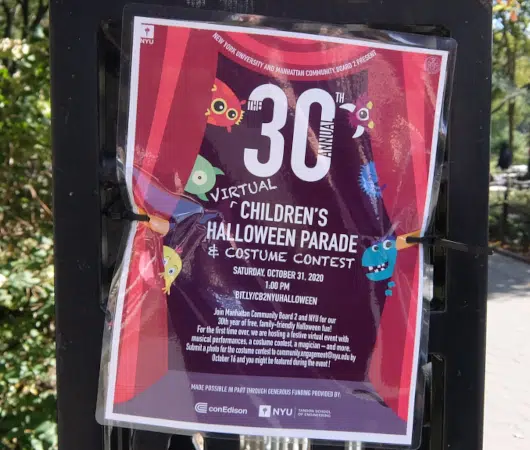 NYU
NEW YORK UNIVERSITY AND MANHATTAN COMMUNITY BOARD 2 PRESENT
THE 30TH ANNUAL
VIRTUAL
CHILDREN'S
HALLOWEEN PARADE
& COSTUME CONTEST
SATURDAY, OCTOBER 31, 2020
1:00 PM
BIT.LY/CB2NYUHALLOWEEN
Join Manhattan Community Board 2 and NYU for our
30th year of free, family-friendly Halloween fun!
For the first time over, we are hosting a festive virtual event with
musical performances, a costume contest, a magician – and more.
Submit a photo for the costume contest to community.engagement@nyu.edu by
October 16 and you might be featured during the event!
MADE POSSIBLE IN PART THROUGH GENEROUS FUNDING PROVIDED BY:
conEdison NYU TANDON SCHOOL
OF ENGINEERING